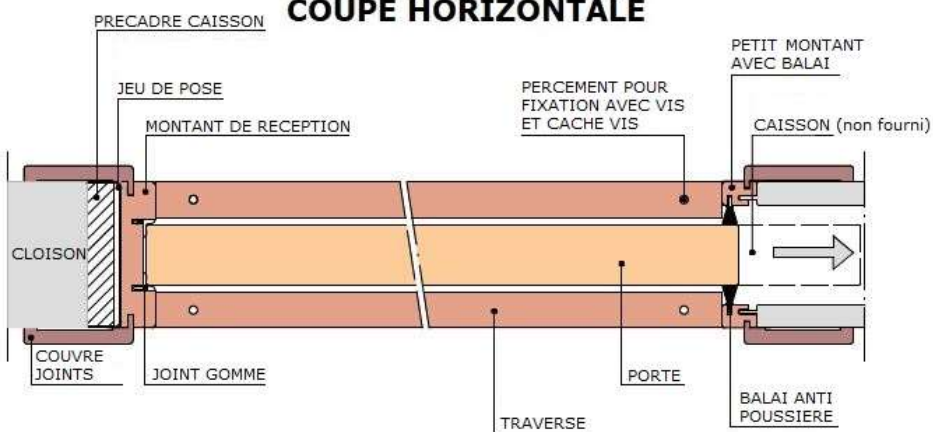 COUPE HORIZONTALE
PRECADRE CAISSON
JEU DE POSE
MONTANT DE RECEPTION
PERCEMENT POUR
FIXATION AVEC VIS
ET CACHE VIS
PETIT MONTANT
AVEC BALAI
CAISSON (non fourni)
CLOISON
COUVRE
JOINTS
JOINT GOMME
TRAVERSE
PORTE
BALAI ANTI
POUSSIERE